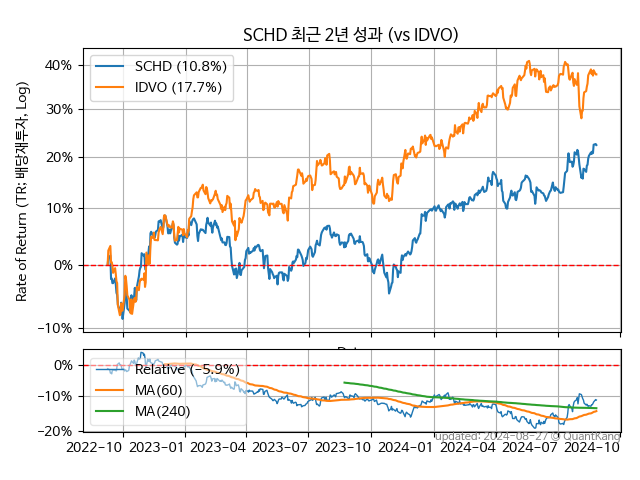 SCHD 최근 2년 성과 (vs IDVO)
Rate of Return (TR: 배당재투자, Log)
40%
30%
20%
10%
0%
−10%
SCHD (10.8%)
IDVO (17.7%)
0%
−10%
−20%
Relative (−5.9%)
MA(60)
MA(240)
2022−10 2023−01 2023−04 2023−07 2023−10 2024−01 2024−04 2024−07 2024−10
updated: 2024−08−27 © QuantKang